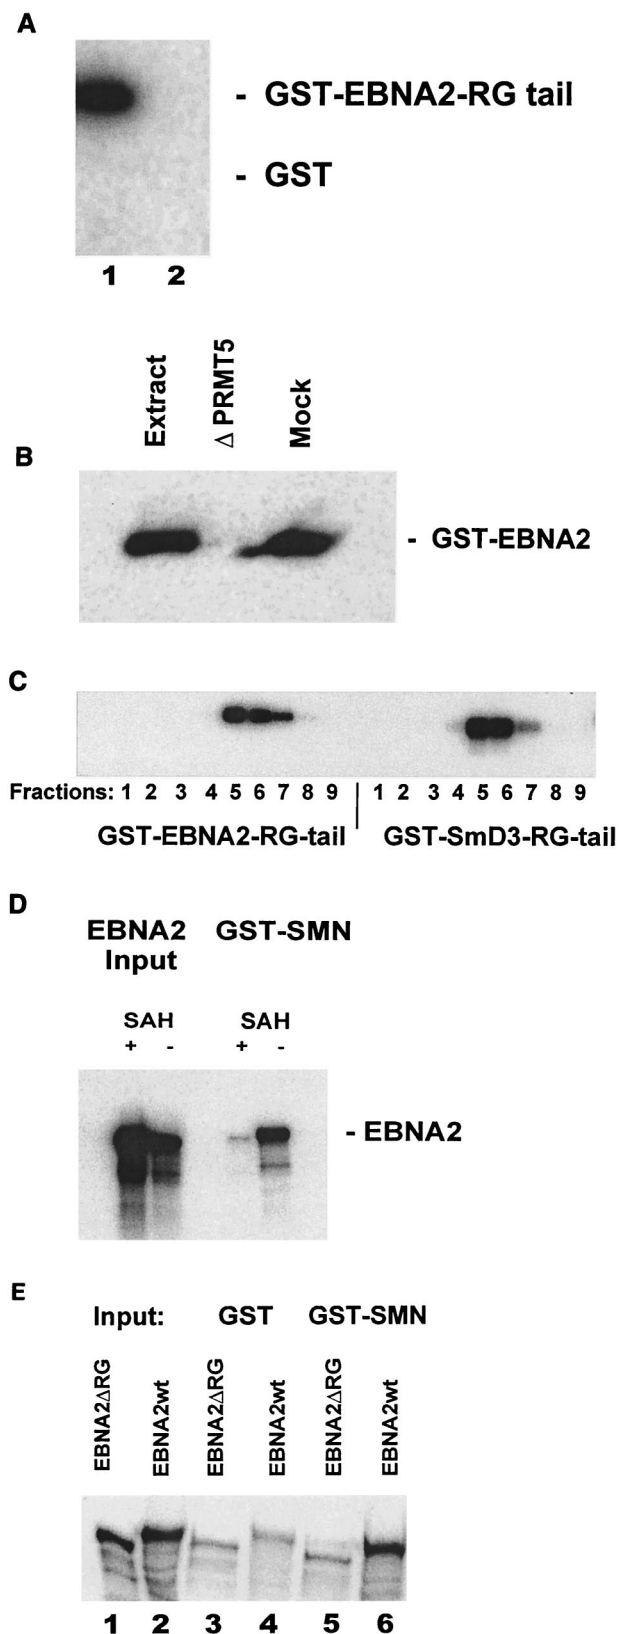 A
- GST-EBNA2-RG tail
- GST
1 2
Extract
Δ PRMT5
Mock
B
- GST-EBNA2
C
Fractions: 1 2 3 4 5 6 7 8 9 1 2 3 4 5 6 7 8 9
GST-EBNA2-RG-tail GST-SmD3-RG-tail
D
EBNA2 GST-SMN
Input
SAH SAH
+ - + -
- EBNA2
E
Input: GST GST-SMN
EBNA2ΔRG
EBNA2wt
EBNA2ΔRG
EBNA2wt
EBNA2ΔRG
EBNA2wt
1 2 3 4 5 6